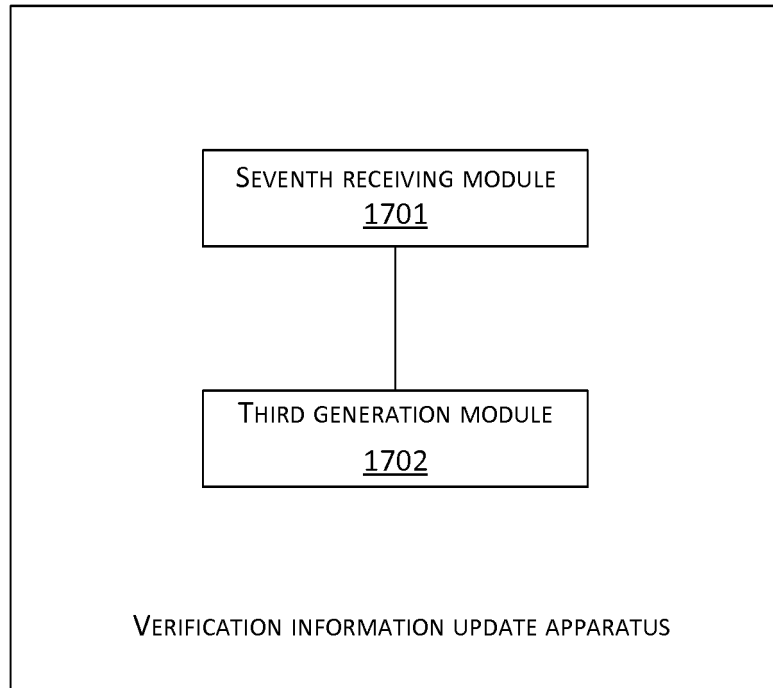 Seventh receiving module
1701
Third generation module
1702
Verification information update apparatus